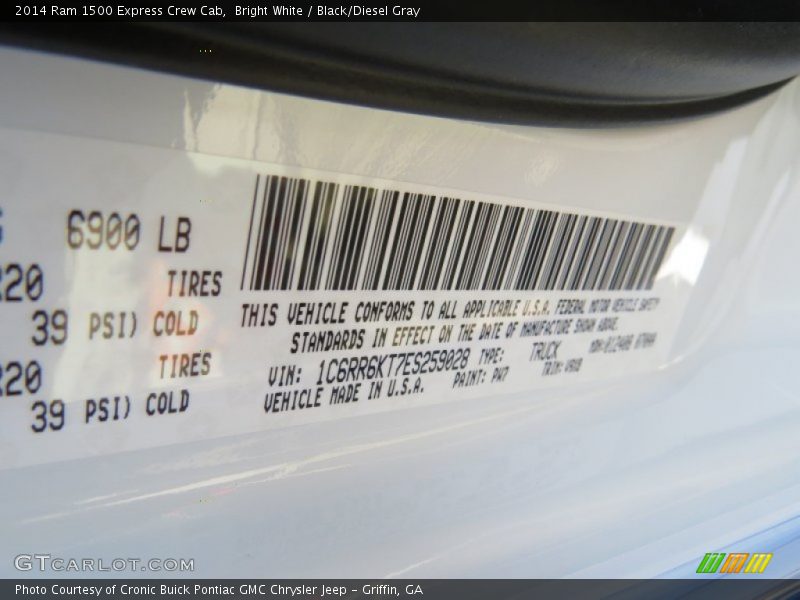 2014 Ram 1500 Express Crew Cab,  Bright White / Black/Diesel Gray
6900 LB
R20 TIRES
39 PSI) COLD
R20 TIRES
39 PSI) COLD
THIS VEHICLE CONFORMS TO ALL APPLICABLE U.S.A. FEDERAL MOTOR VEHICLE SAFETY
STANDARDS IN EFFECT ON THE DATE OF MANUFACTURE SHOWN ABOVE.
VIN: 1C6RR6KT7ES259028 TYPE: TRUCK
VEHICLE MADE IN U.S.A. PAINT: PW7 TRIM:
GTCARLOT.COM
Photo Courtesy of Cronic Buick Pontiac GMC Chrysler Jeep - Griffin, GA